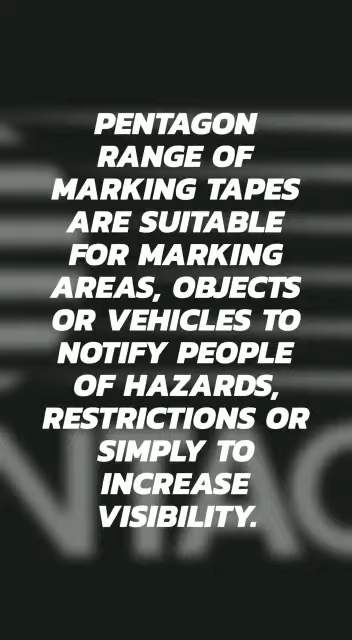 PENTAGON
RANGE OF
MARKING TAPES
ARE SUITABLE
FOR MARKING
AREAS, OBJECTS
OR VEHICLES TO
NOTIFY PEOPLE
OF HAZARDS,
RESTRICTIONS OR
SIMPLY TO
INCREASE
VISIBILITY.